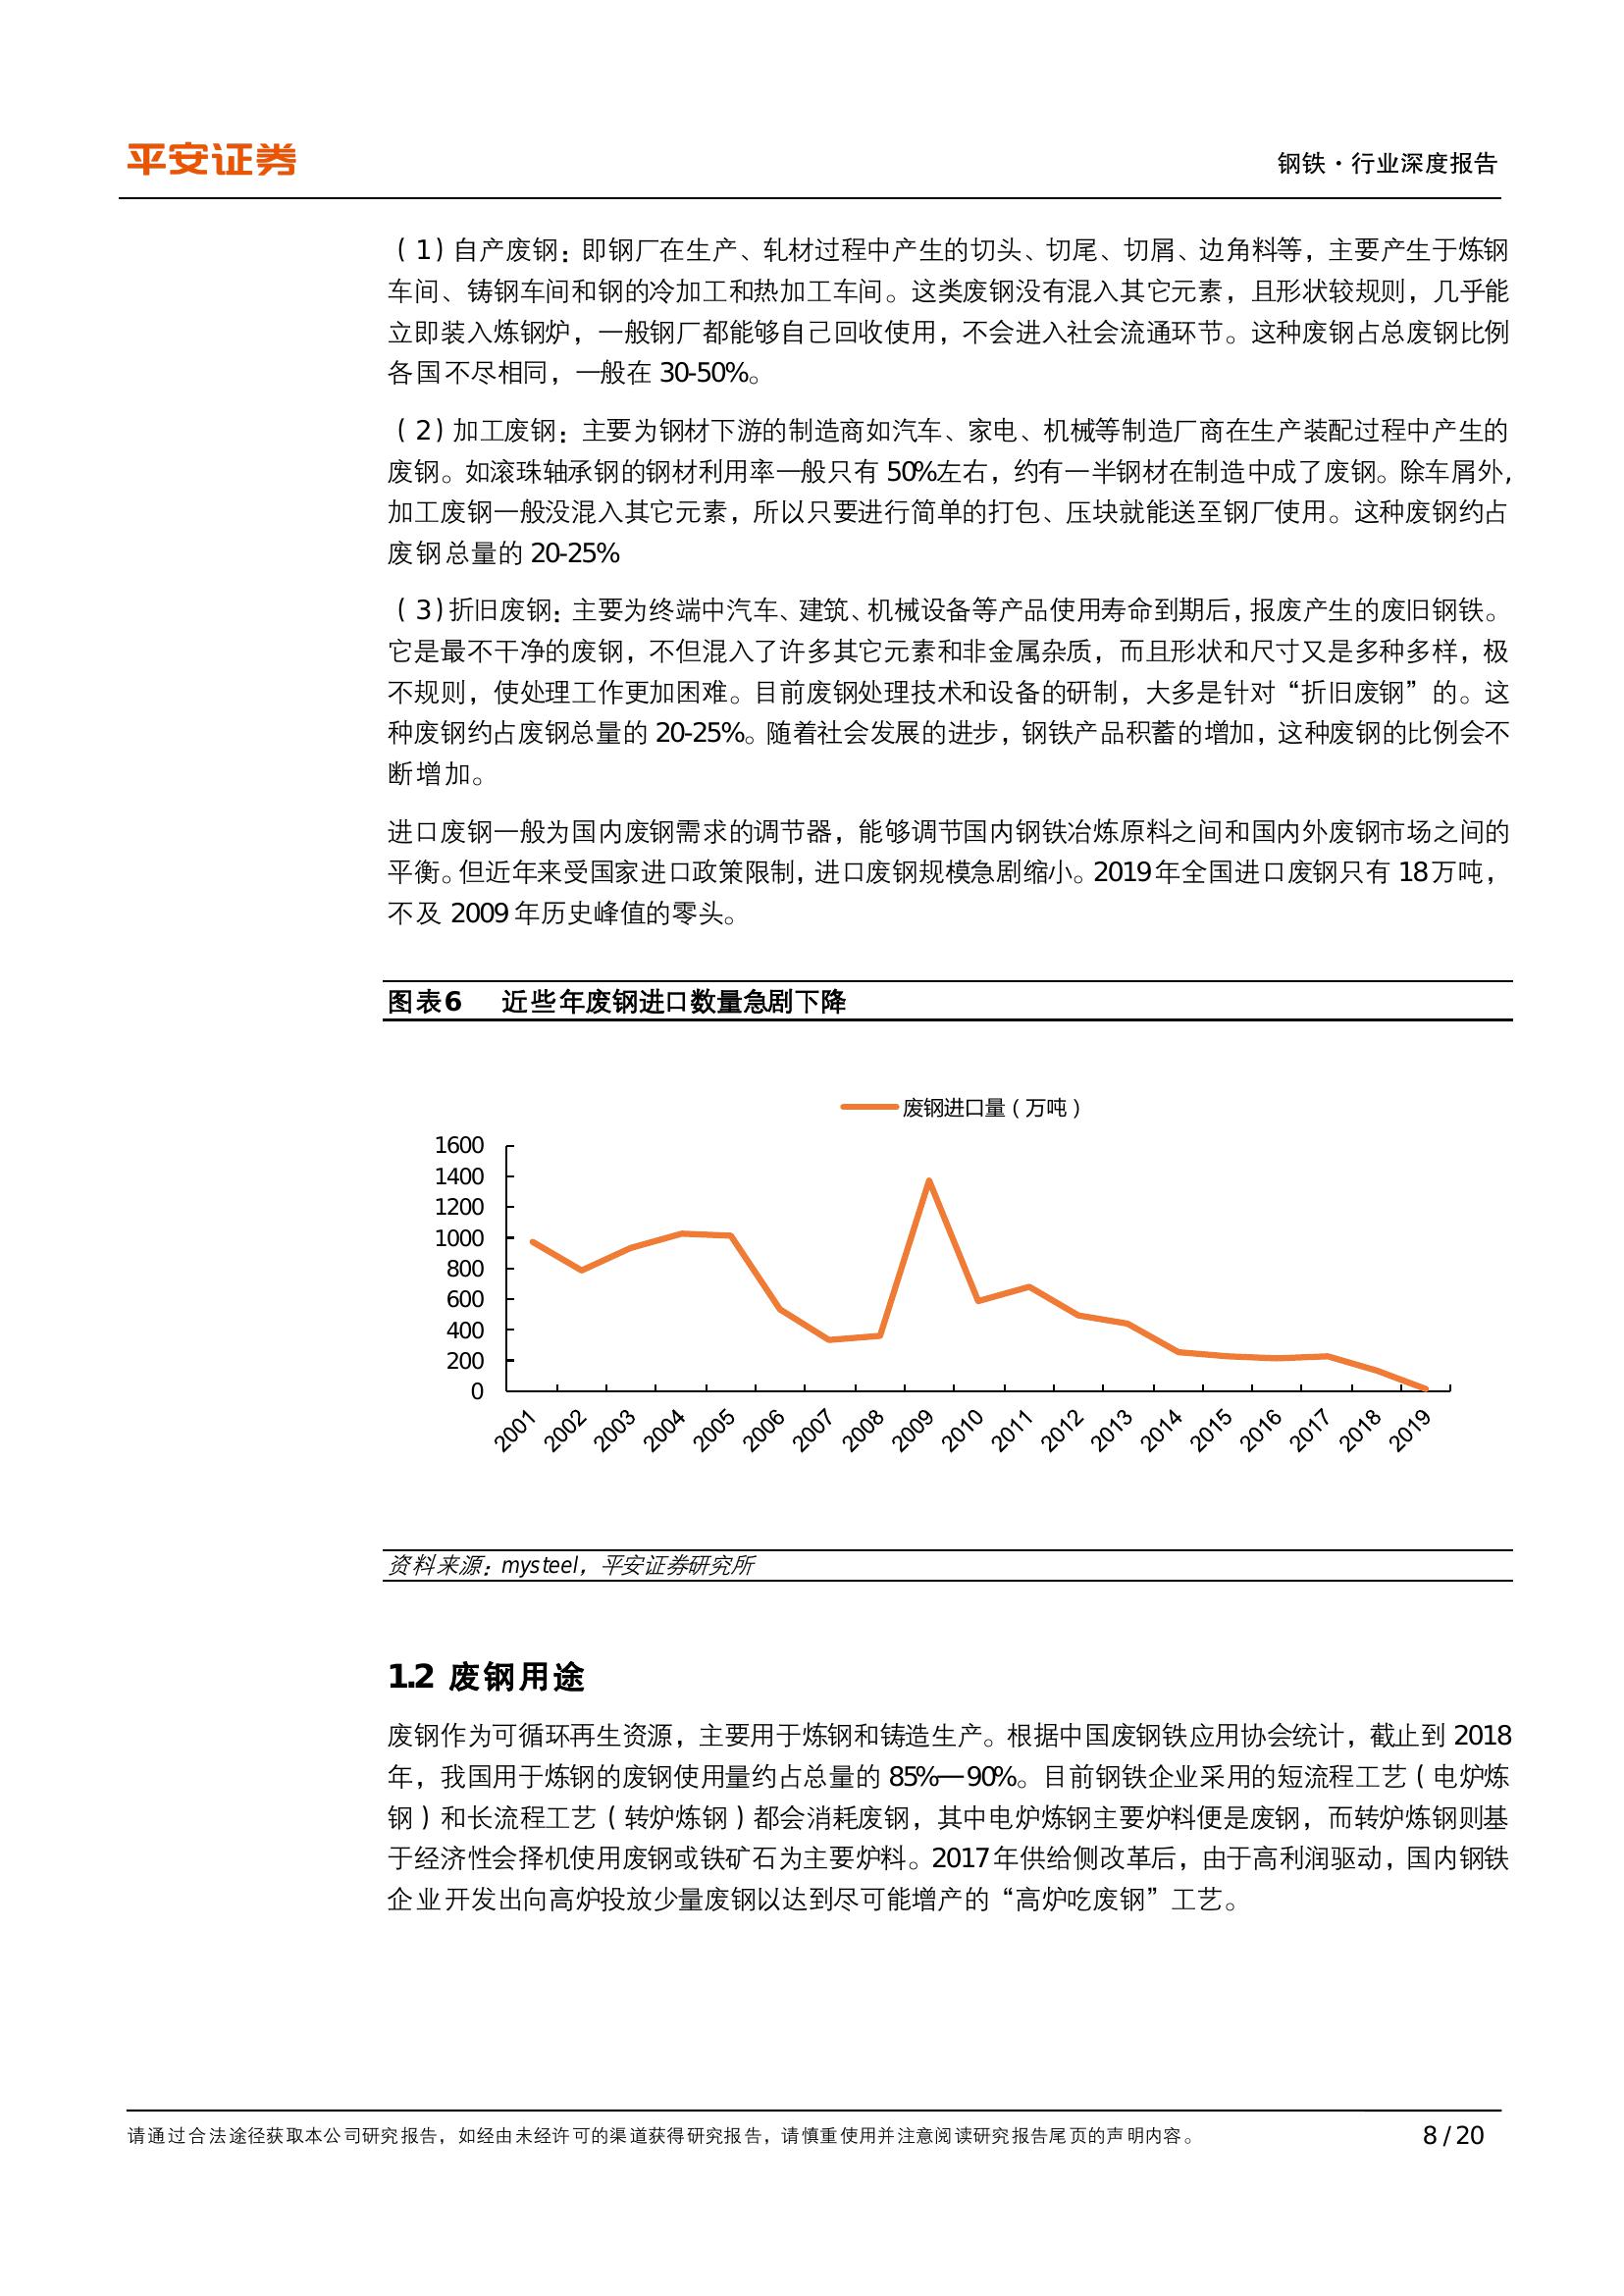 平安证券
钢铁·行业深度报告
（1）自产废钢：即钢厂在生产、轧材过程中产生的切头、切尾、切屑、边角料等，主要产生于炼钢
车间、铸钢车间和钢的冷加工和热加工车间。这类废钢没有混入其它元素，且形状较规则，几乎能
立即装入炼钢炉，一般钢厂都能够自己回收使用，不会进入社会流通环节。这种废钢占总废钢比例
各国不尽相同，一般在 30-50%。
（2）加工废钢：主要为钢材下游的制造商如汽车、家电、机械等制造厂商在生产装配过程中产生的
废钢。如滚珠轴承钢的钢材利用率一般只有 50%左右，约有一半钢材在制造中成了废钢。除车屑外，
加工废钢一般没混入其它元素，所以只要进行简单的打包、压块就能送至钢厂使用。这种废钢约占
废钢总量的 20-25%
（3）折旧废钢：主要为终端中汽车、建筑、机械设备等产品使用寿命到期后，报废产生的废旧钢铁。
它是最不干净的废钢，不但混入了许多其它元素和非金属杂质，而且形状和尺寸又是多种多样，极
不规则，使处理工作更加困难。目前废钢处理技术和设备的研制，大多是针对“折旧废钢”的。这
种废钢约占废钢总量的 20-25%。随着社会发展的进步，钢铁产品积蓄的增加，这种废钢的比例会不
断增加。
进口废钢一般为国内废钢需求的调节器，能够调节国内钢铁冶炼原料之间和国内外废钢市场之间的
平衡。但近年来受国家进口政策限制，进口废钢规模急剧缩小。2019年全国进口废钢只有 18万吨，
不及 2009年历史峰值的零头。
图表6 近些年废钢进口数量急剧下降
废钢进口量（万吨）
1600
1400
1200
1000
800
600
400
200
0
2001 2002 2003 2004 2005 2006 2007 2008 2009 2010 2011 2012 2013 2014 2015 2016 2017 2018 2019
资料来源：mysteel，平安证券研究所
1.2 废钢用途
废钢作为可循环再生资源，主要用于炼钢和铸造生产。根据中国废钢铁应用协会统计，截止到 2018
年，我国用于炼钢的废钢使用量约占总量的 85%—90%。目前钢铁企业采用的短流程工艺（电炉炼
钢）和长流程工艺（转炉炼钢）都会消耗废钢，其中电炉炼钢主要炉料便是废钢，而转炉炼钢则基
于经济性会择机使用废钢或铁矿石为主要炉料。2017年供给侧改革后，由于高利润驱动，国内钢铁
企业开发出向高炉投放少量废钢以达到尽可能增产的“高炉吃废钢”工艺。
请通过合法途径获取本公司研究报告，如经由未经许可的渠道获得研究报告，请慎重使用并注意阅读研究报告尾页的声明内容。
8 / 20